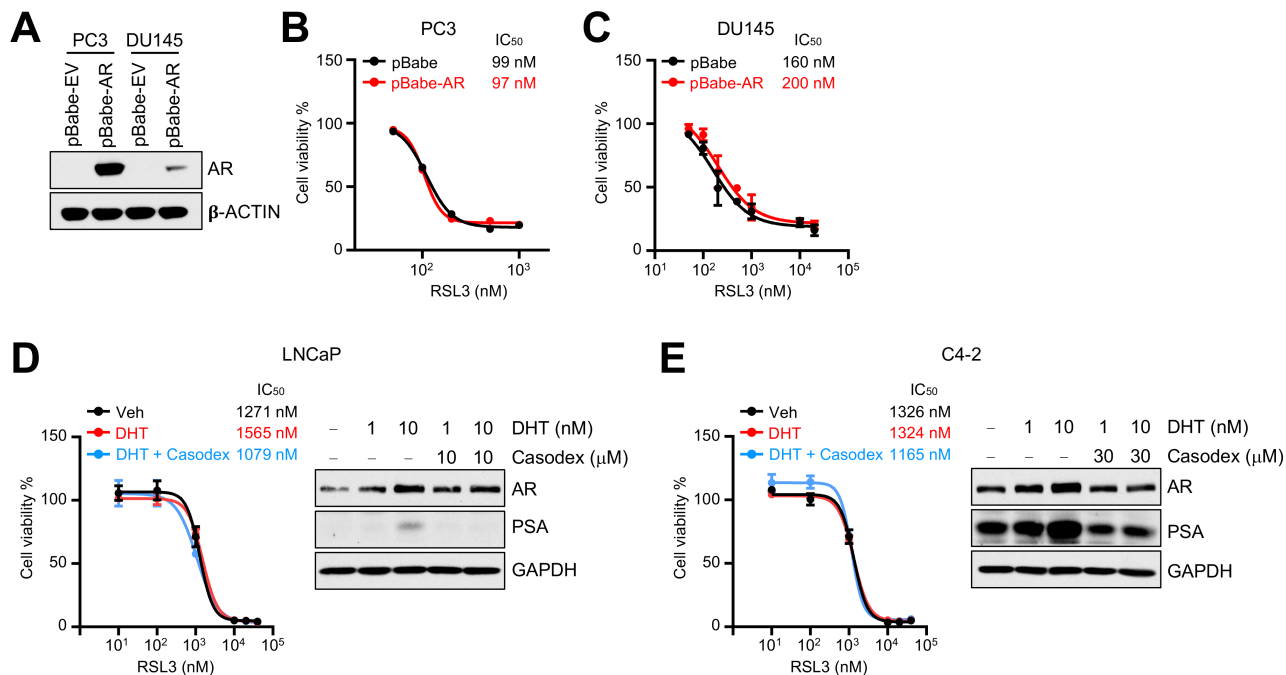 A
PC3 DU145
pBabe-EV
pBabe-AR
pBabe-EV
pBabe-AR
AR
β-ACTIN
B
PC3
IC50
pBabe 99 nM
pBabe-AR 97 nM
Cell viability %
150
100
50
0
10² 10³
RSL3 (nM)
C
DU145
IC50
pBabe 160 nM
pBabe-AR 200 nM
Cell viability %
150
100
50
0
10¹ 10² 10³ 10⁴ 10⁵
RSL3 (nM)
D
LNCaP
IC50
Veh 1271 nM
DHT 1565 nM
DHT + Casodex 1079 nM
Cell viability %
150
100
50
0
10¹ 10² 10³ 10⁴ 10⁵
RSL3 (nM)
– 1 10 1 10 DHT (nM)
– – – 10 10 Casodex (μM)
AR
PSA
GAPDH
E
C4-2
IC50
Veh 1326 nM
DHT 1324 nM
DHT + Casodex 1165 nM
Cell viability %
150
100
50
0
10¹ 10² 10³ 10⁴ 10⁵
RSL3 (nM)
– 1 10 1 10 DHT (nM)
– – – 30 30 Casodex (μM)
AR
PSA
GAPDH